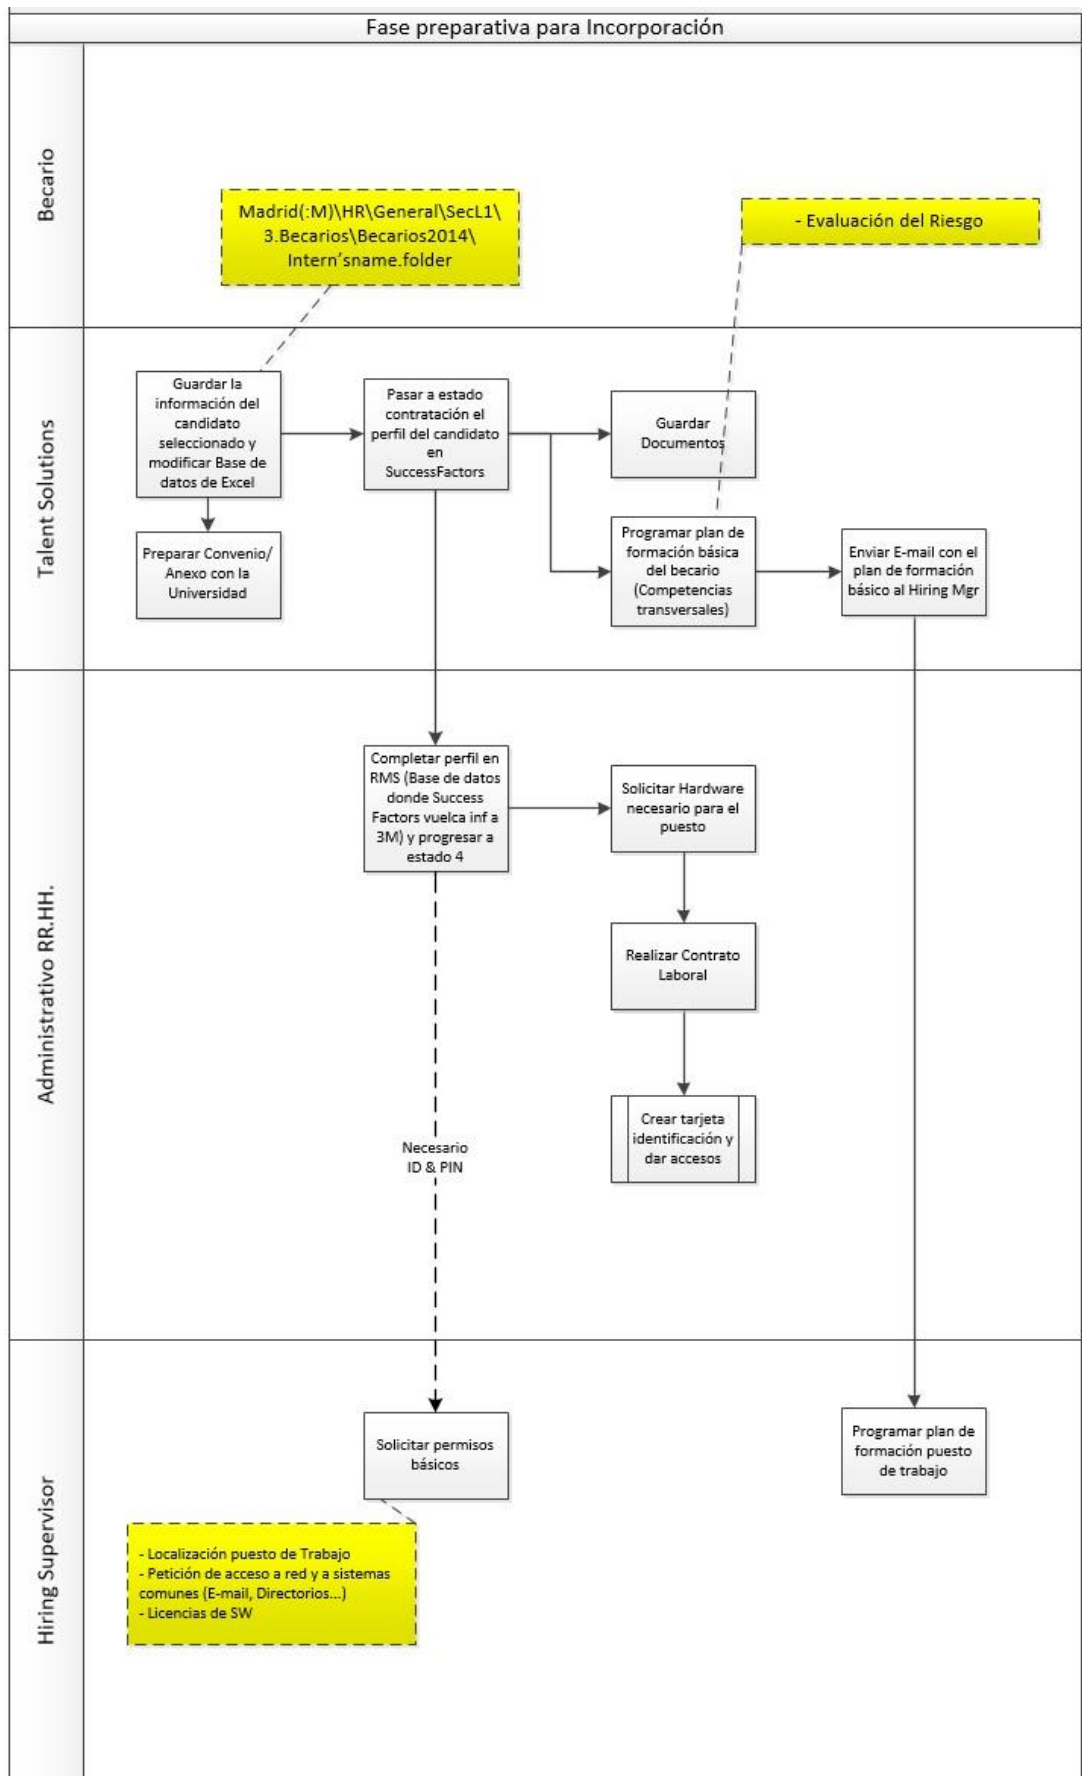 Fase preparativa para Incorporación
Becario
Madrid(:M)\HR\General\SecL1\
3.Becarios\Becarios2014\
Intern'sname.folder
- Evaluación del Riesgo
Talent Solutions
Guardar la
información del
candidato
seleccionado y
modificar Base de
datos de Excel
Pasar a estado
contratación el
perfil del candidato
en
SuccessFactors
Guardar
Documentos
Preparar Convenio/
Anexo con la
Universidad
Programar plan de
formación básica
del becario
(Competencias
transversales)
Enviar E-mail con el
plan de formación
básico al Hiring Mgr
Administrativo RR.HH.
Completar perfil en
RMS (Base de datos
donde Success
Factors vuelca inf a
3M) y progresar a
estado 4
Solicitar Hardware
necesario para el
puesto
Realizar Contrato
Laboral
Crear tarjeta
identificación y
dar accesos
Necesario
ID & PIN
Hiring Supervisor
Solicitar permisos
básicos
Programar plan de
formación puesto
de trabajo
- Localización puesto de Trabajo
- Petición de acceso a red y a sistemas
comunes (E-mail, Directorios...)
- Licencias de SW